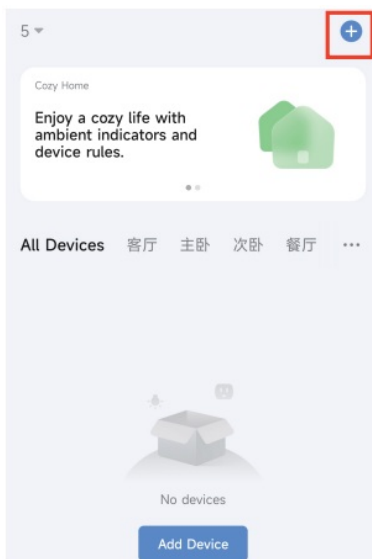 5
Cozy Home
Enjoy a cozy life with
ambient indicators and
device rules.
All Devices 客厅 主卧 次卧 餐厅 ...
No devices
Add Device